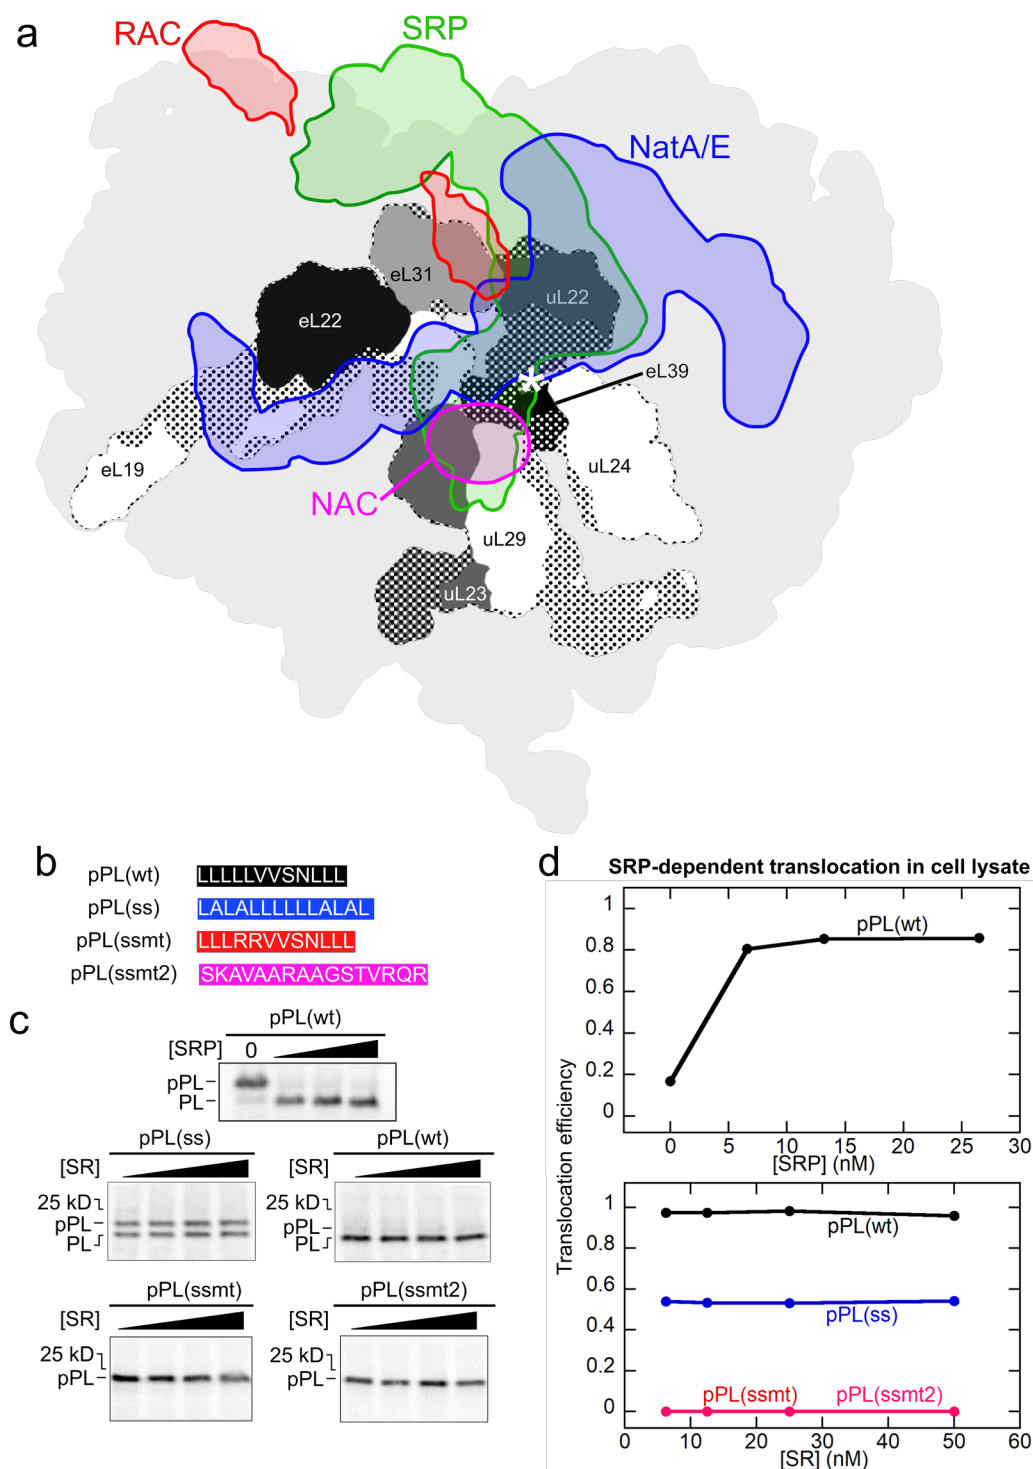 a
RAC
SRP
NatA/E
eL31
uL22
eL22
eL39
*
eL19
uL24
NAC
uL29
uL23
b
pPL(wt) LLLLLVVSNLLL
pPL(ss) LALALLLLLLALAL
pPL(ssmt) LLLRRVVSNLLL
pPL(ssmt2) SKAVAARAAGSTVRQR
c
pPL(wt)
[SRP] 0
pPL
PL
pPL(ss)
[SR]
25 kD
pPL
PL
pPL(wt)
[SR]
25 kD
pPL
PL
pPL(ssmt)
[SR]
25 kD
pPL
pPL(ssmt2)
[SR]
25 kD
pPL
d
SRP-dependent translocation in cell lysate
Translocation efficiency
1
0.8
1
0.4
0.2
1
pPL(wt)
0 5 10 15 20 25 30
[SRP] (nM)
1
0.8
0.6
0.4
0.2
0
pPL(wt)
pPL(ss)
pPL(ssmt) pPL(ssmt2)
0 10 20 30 40 50 60
[SR] (nM)